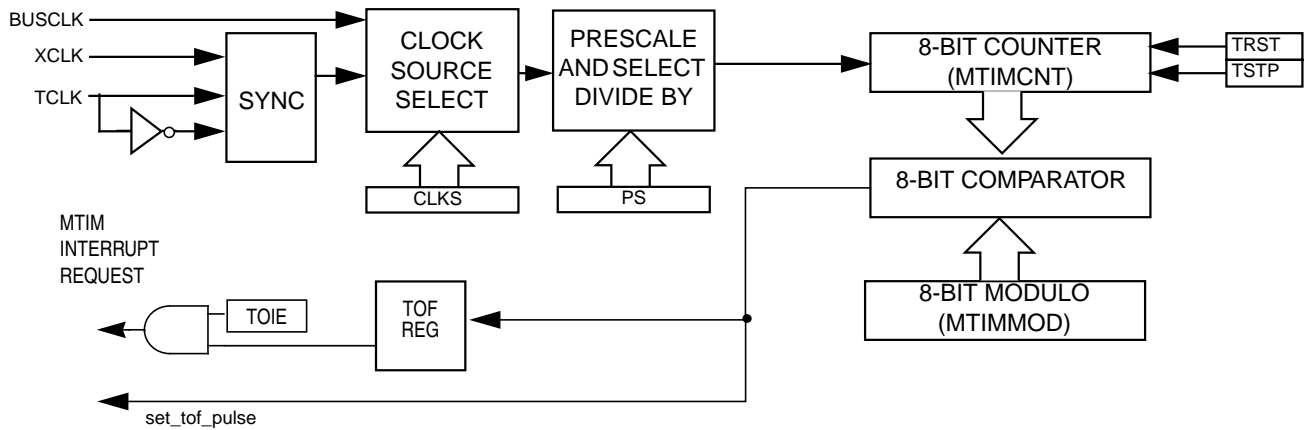 BUSCLK
XCLK
TCLK
SYNC
CLOCK
SOURCE
SELECT
PRESCALE
AND SELECT
DIVIDE BY
8-BIT COUNTER
(MTIMCNT)
TRST
TSTP
CLKS
PS
8-BIT COMPARATOR
MTIM
INTERRUPT
REQUEST
TOIE
TOF
REG
8-BIT MODULO
(MTIMMOD)
set_tof_pulse